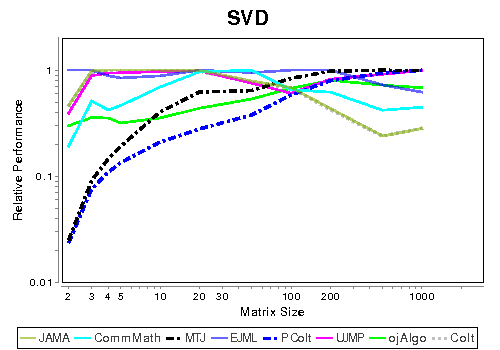 SVD
Relative Performance
1
0.1
0.01
2 3 4 5 10 20 30 100 200 1000
Matrix Size
JAMA CommMath MTJ EJML PColt UJMP ojAlgo Colt